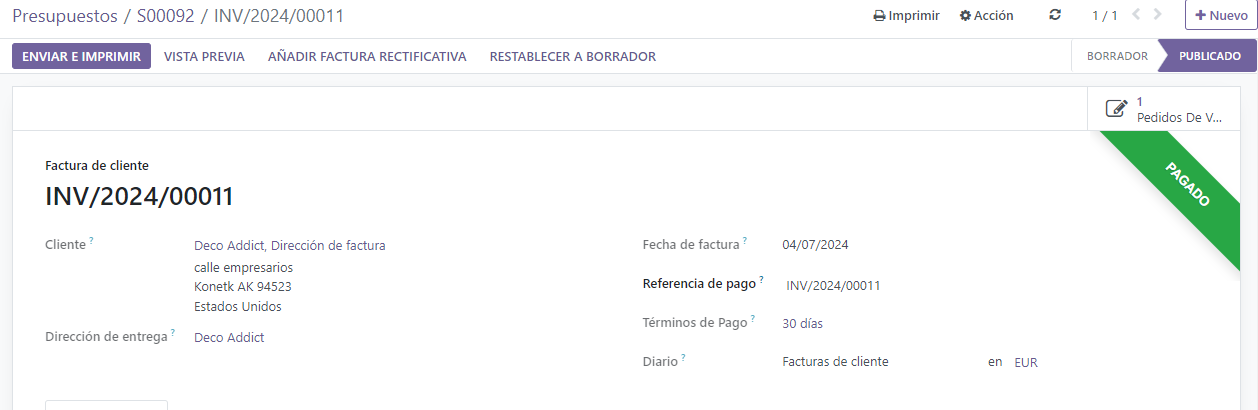 Presupuestos / S00092 / INV/2024/00011
Imprimir Acción 1 / 1 + Nuevo
ENVIAR E IMPRIMIR VISTA PREVIA AÑADIR FACTURA RECTIFICATIVA RESTABLECER A BORRADOR BORRADOR PUBLICADO
1
Pedidos De V...
PAGADO
Factura de cliente
INV/2024/00011
Cliente ? Deco Addict, Dirección de factura
calle empresarios
Konetk AK 94523
Estados Unidos
Dirección de entrega ? Deco Addict
Fecha de factura ? 04/07/2024
Referencia de pago ? INV/2024/00011
Términos de Pago ? 30 días
Diario ? Facturas de cliente en EUR